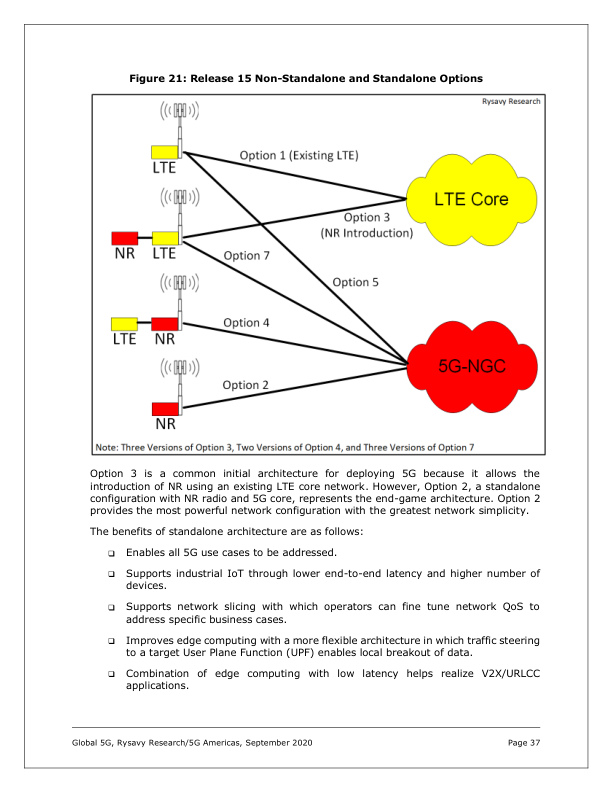 Figure 21: Release 15 Non-Standalone and Standalone Options
Rysavy Research
LTE
Option 1 (Existing LTE)
LTE Core
Option 3
(NR Introduction)
NR
LTE
Option 7
Option 5
LTE
NR
Option 4
5G-NGC
Option 2
NR
Note: Three Versions of Option 3, Two Versions of Option 4, and Three Versions of Option 7
Option 3 is a common initial architecture for deploying 5G because it allows the
introduction of NR using an existing LTE core network. However, Option 2, a standalone
configuration with NR radio and 5G core, represents the end-game architecture. Option 2
provides the most powerful network configuration with the greatest network simplicity.
The benefits of standalone architecture are as follows:
❑ Enables all 5G use cases to be addressed.
❑ Supports industrial IoT through lower end-to-end latency and higher number of
devices.
❑ Supports network slicing with which operators can fine tune network QoS to
address specific business cases.
❑ Improves edge computing with a more flexible architecture in which traffic steering
to a target User Plane Function (UPF) enables local breakout of data.
❑ Combination of edge computing with low latency helps realize V2X/URLCC
applications.
Global 5G, Rysavy Research/5G Americas, September 2020
Page 37